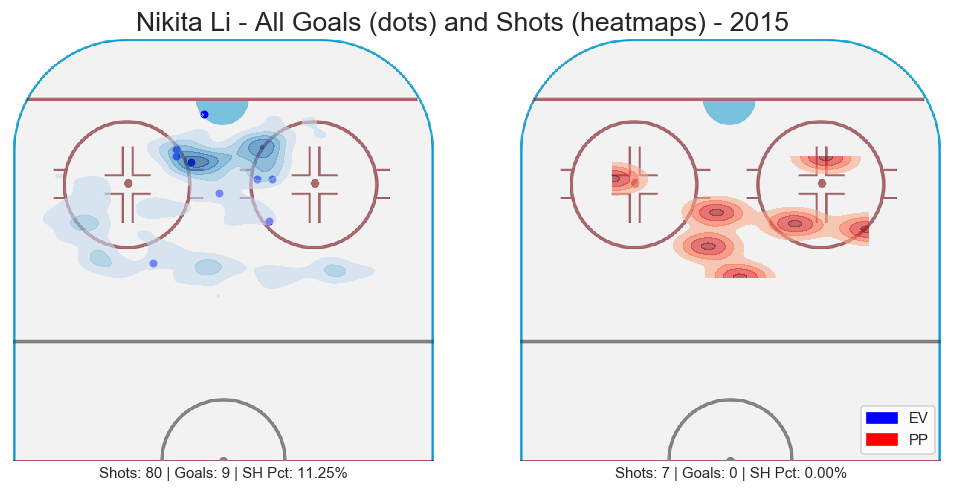 Nikita Li - All Goals (dots) and Shots (heatmaps) - 2015
EV
PP
Shots: 80 | Goals: 9 | SH Pct: 11.25%
Shots: 7 | Goals: 0 | SH Pct: 0.00%